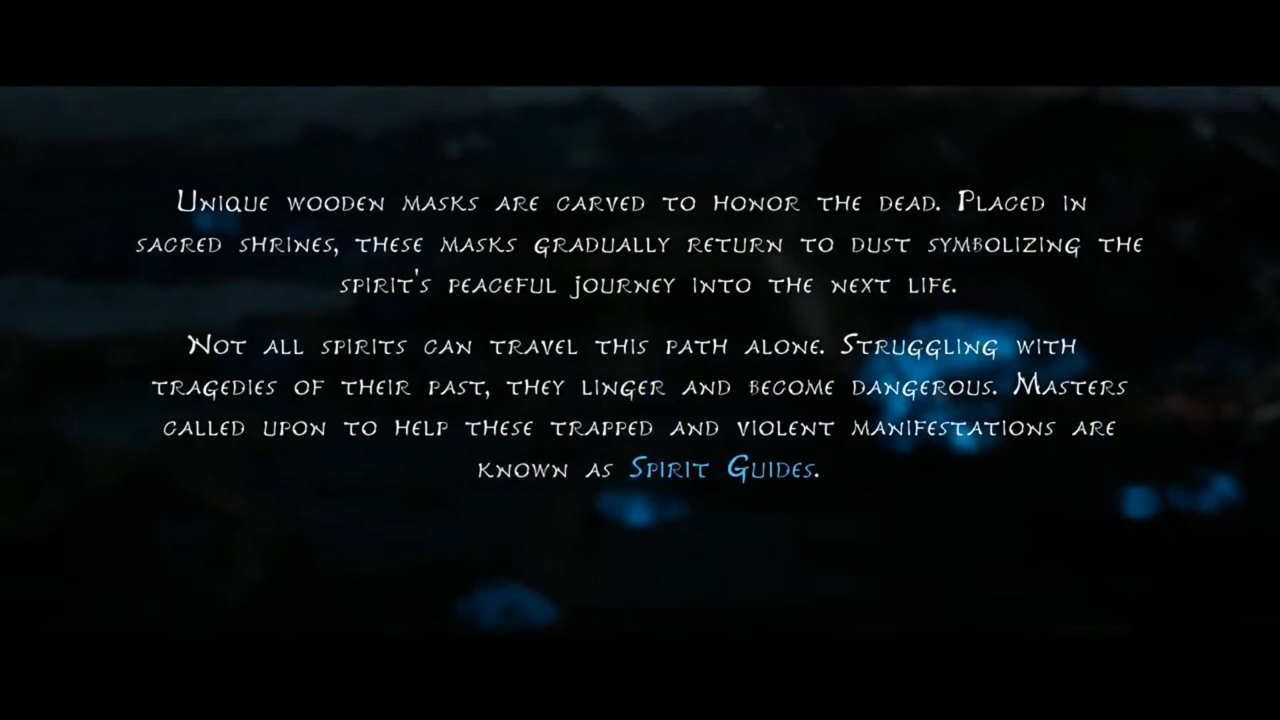 Unique wooden masks are carved to honor the dead. Placed in
sacred shrines, these masks gradually return to dust symbolizing the
spirit's peaceful journey into the next life.
Not all spirits can travel this path alone. Struggling with
tragedies of their past, they linger and become dangerous. Masters
called upon to help these trapped and violent manifestations are
known as Spirit Guides.